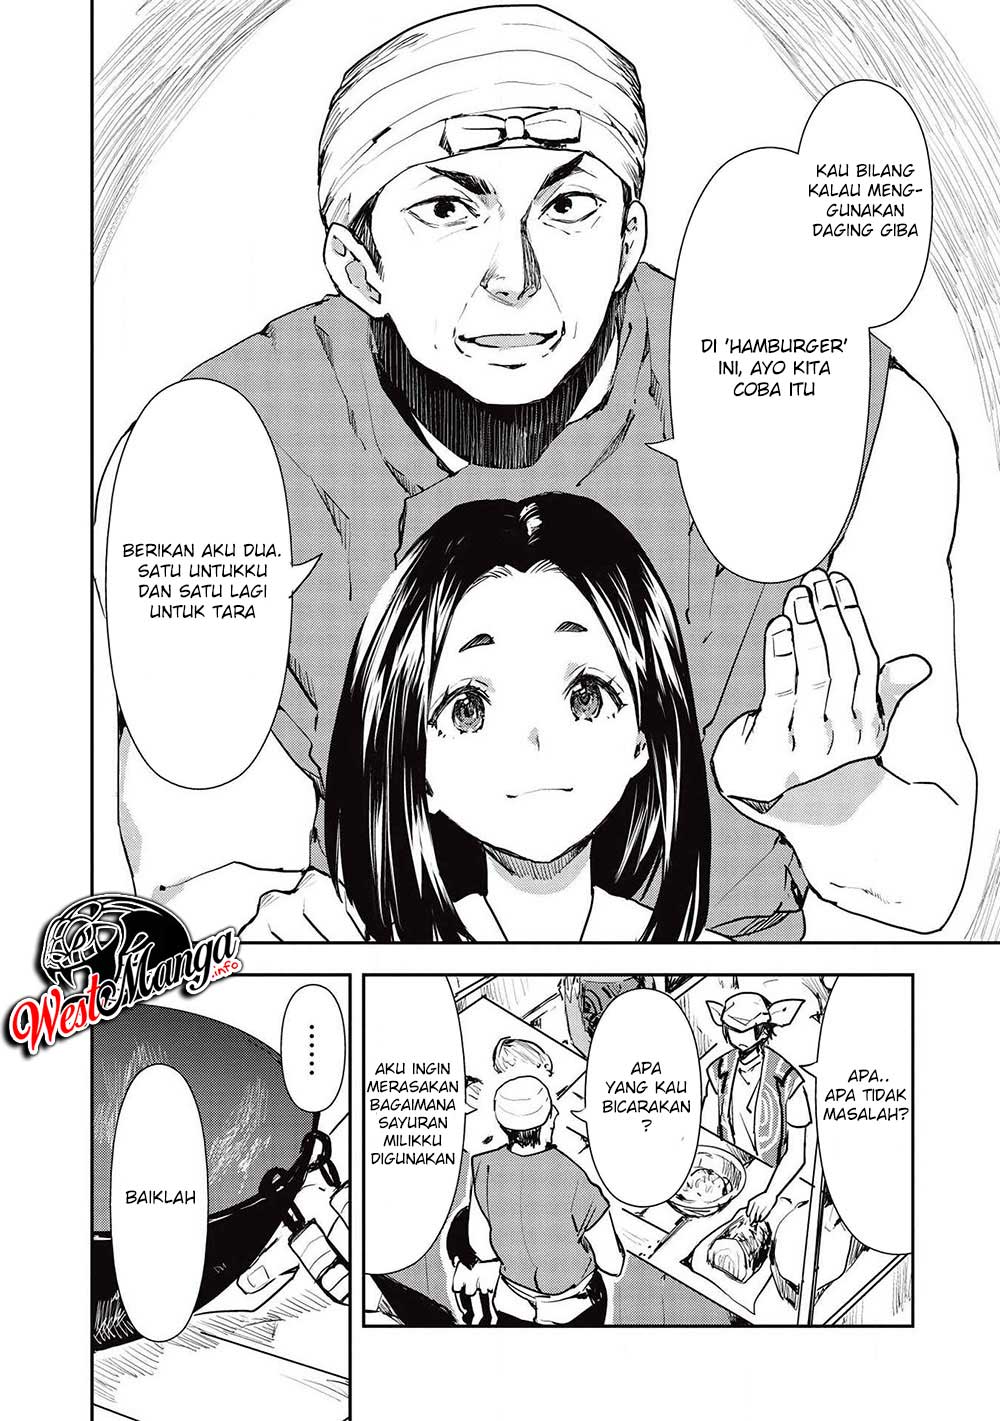 KAU BILANG
KALAU MENG-
GUNAKAN
DAGING GIBA
DI 'HAMBURGER'
INI, AYO KITA
COBA ITU
BERIKAN AKU DUA.
SATU UNTUKKU
DAN SATU LAGI
UNTUK TARA
APA..
APA TIDAK
MASALAH?
APA
YANG KAU
BICARAKAN
?
AKU INGIN
MERASAKAN
BAGAIMANA
SAYURAN
MILIKKU
DIGUNAKAN
......
BAIKLAH
WestManga
.info